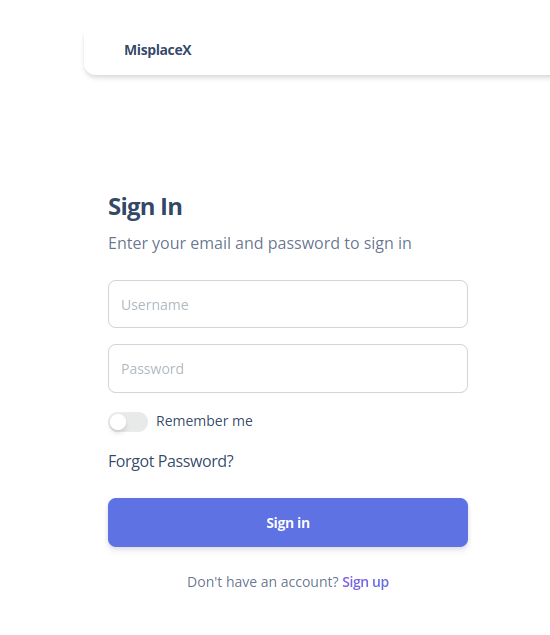 MisplaceX
Sign In
Enter your email and password to sign in
Username
Password
Remember me
Forgot Password?
Sign in
Don't have an account? Sign up